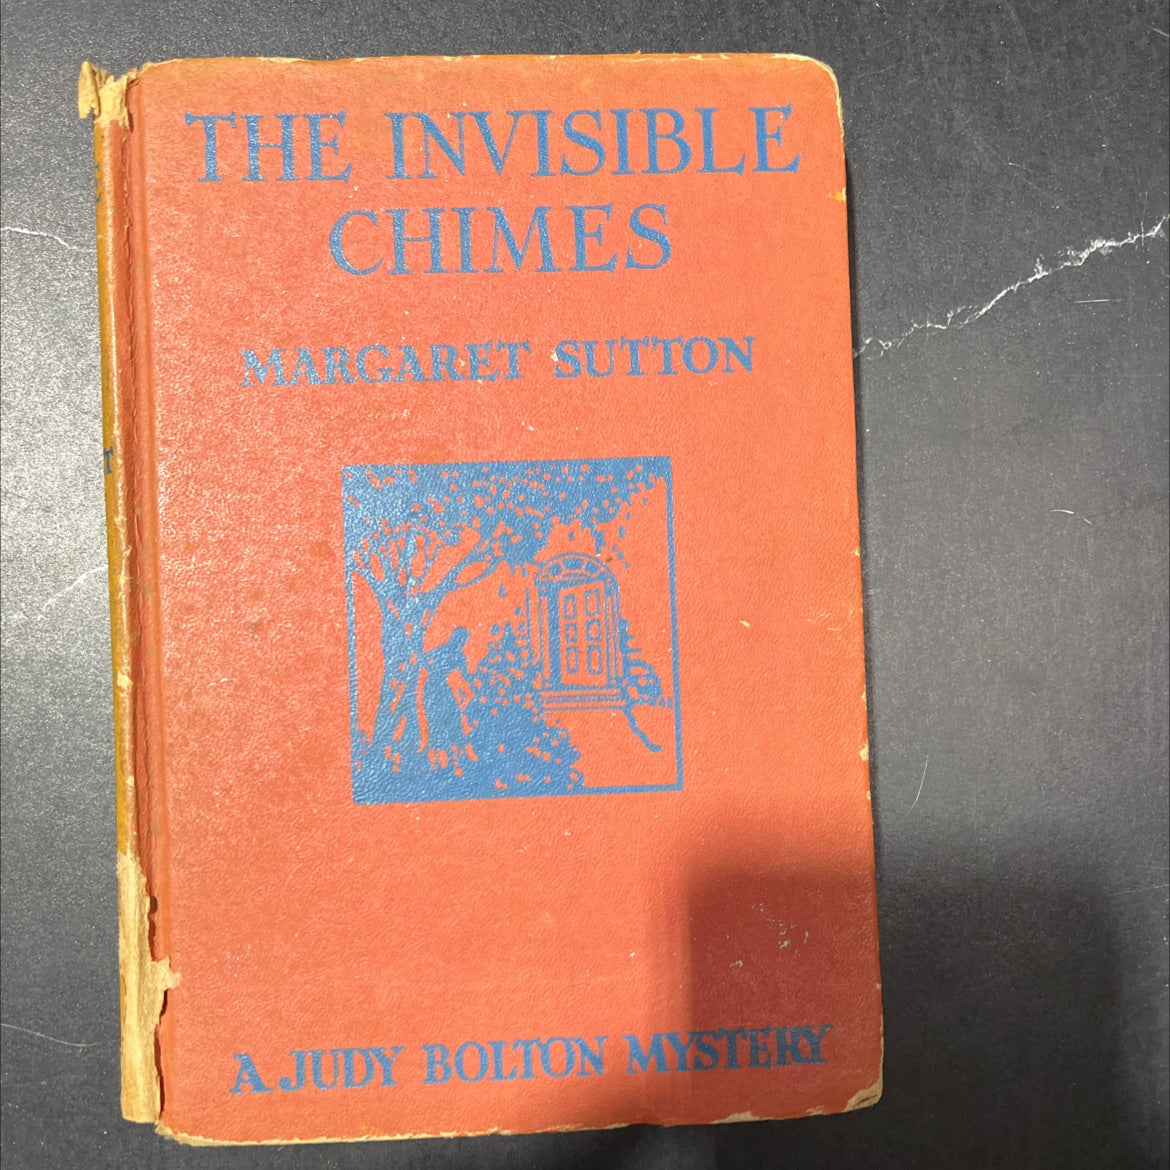 THE INVISIBLE
CHIMES
MARGARET SUTTON
A JUDY BOLTON MYSTERY